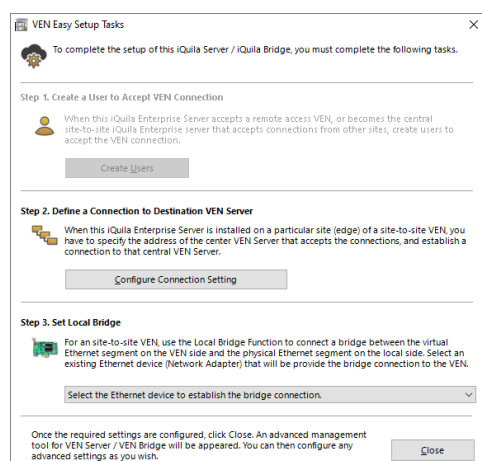 VEN Easy Setup Tasks
To complete the setup of this iQuila Server / iQuila Bridge, you must complete the following tasks.
Step 1. Create a User to Accept VEN Connection
When this iQuila Enterprise Server accepts a remote access VEN, or becomes the central
site-to-site iQuila Enterprise server that accepts connections from other sites, create users to
accept the VEN connection.
Create Users
Step 2. Define a Connection to Destination VEN Server
When this iQuila Enterprise Server is installed on a particular site (edge) of a site-to-site VEN, you
have to specify the address of the center VEN Server that accepts the connections, and establish a
connection to that central VEN Server.
Configure Connection Setting
Step 3. Set Local Bridge
For an site-to-site VEN, use the Local Bridge Function to connect a bridge between the virtual
Ethernet segment on the VEN side and the physical Ethernet segment on the local side. Select an
existing Ethernet device (Network Adapter) that will be provide the bridge connection to the VEN.
Select the Ethernet device to establish the bridge connection.
Once the required settings are configured, click Close. An advanced management
tool for VEN Server / VEN Bridge will be appeared. You can then configure any
advanced settings as you wish.
Close